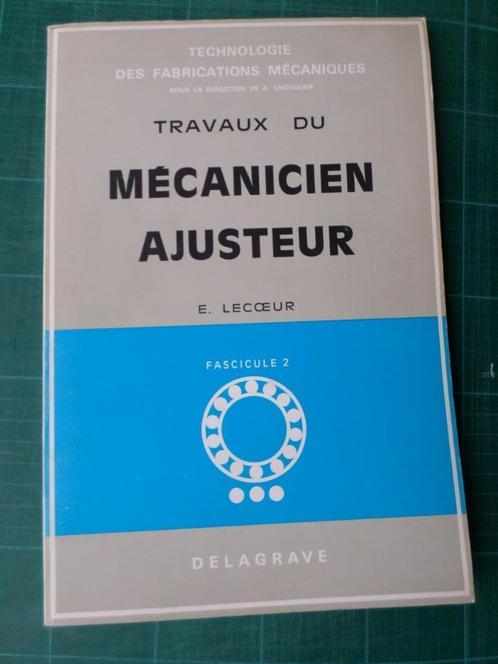 TECHNOLOGIE
DES FABRICATIONS MÉCANIQUES
SOUS LA DIRECTION DE A. CHEVALIER
TRAVAUX DU
MÉCANICIEN
AJUSTEUR
E. LECŒUR
FASCICULE 2
DELAGRAVE